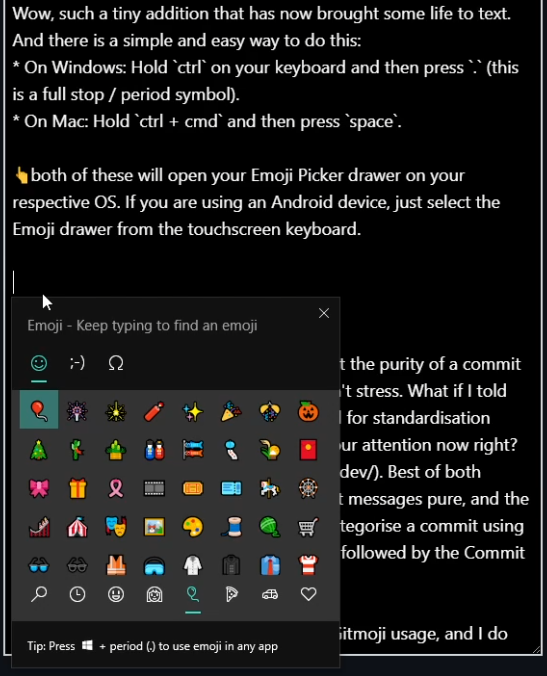 Wow, such a tiny addition that has now brought some life to text.
And there is a simple and easy way to do this:
* On Windows: Hold `ctrl` on your keyboard and then press `.` (this
is a full stop / period symbol).
* On Mac: Hold `ctrl + cmd` and then press `space`.
👆both of these will open your Emoji Picker drawer on your
respective OS. If you are using an Android device, just select the
Emoji drawer from the touchscreen keyboard.
Emoji - Keep typing to find an emoji
;-) Ω
t the purity of a commit
't stress. What if I told
for standardisation
ur attention now right?
dev/). Best of both
t messages pure, and the
tegorise a commit using
followed by the Commit
Gitmoji usage, and I do
Tip: Press + period (.) to use emoji in any app